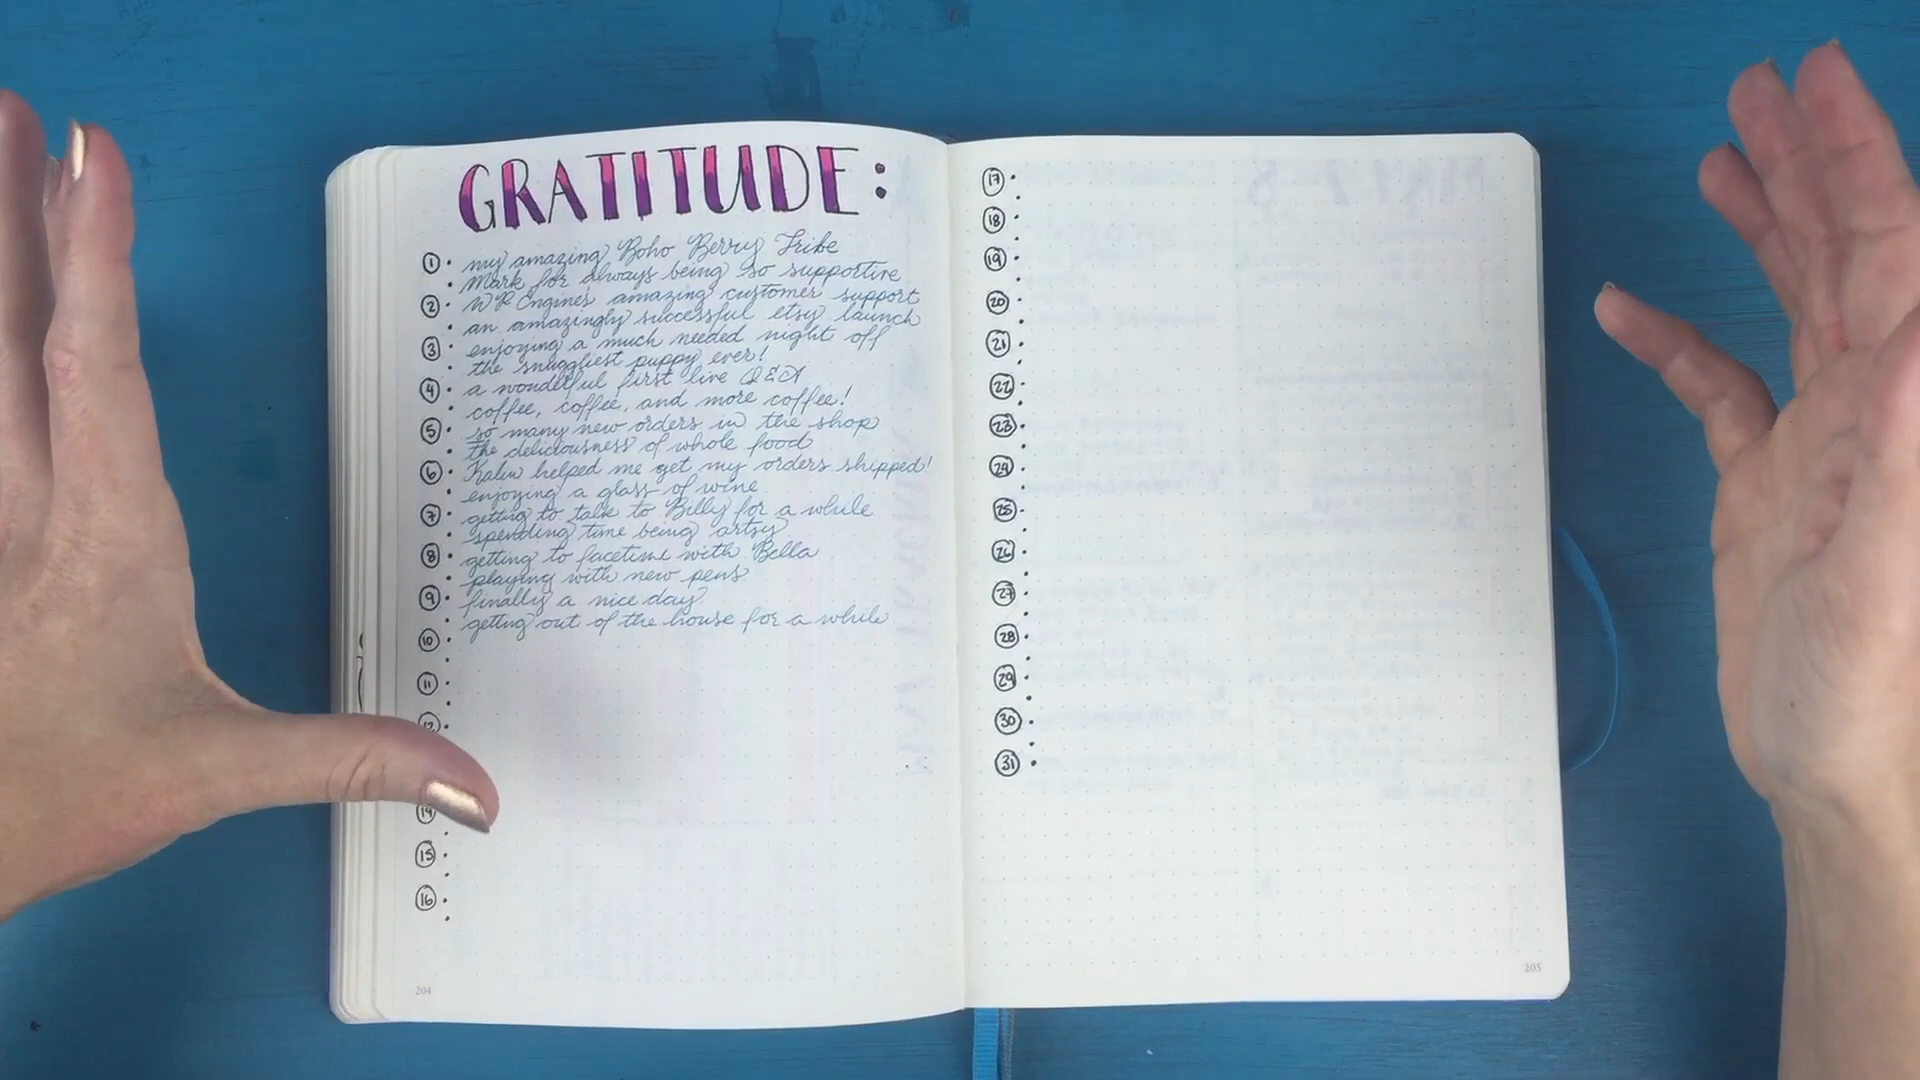 GRATITUDE:
1 my amazing Boho Berry Tribe
Mark for always being so supportive
2 WP Engines amazing customer support
an amazingly successful etsy launch
3 enjoying a much needed night off
the snuggliest puppy ever!
4 a wonderful first live Q&A
coffee, coffee, and more coffee!
5 so many new orders in the shop
the deliciousness of whole food
6 helped me get my orders shipped!
enjoying a glass of wine
7 getting to talk to Billy for a while
spending time being artsy
8 getting to facetime with Bella
playing with new pens
9 finally a nice day
getting out of the house for a while
10
11
12
14
15
16
204
17
18
19
20
21
22
23
24
25
26
27
28
29
30
31
205